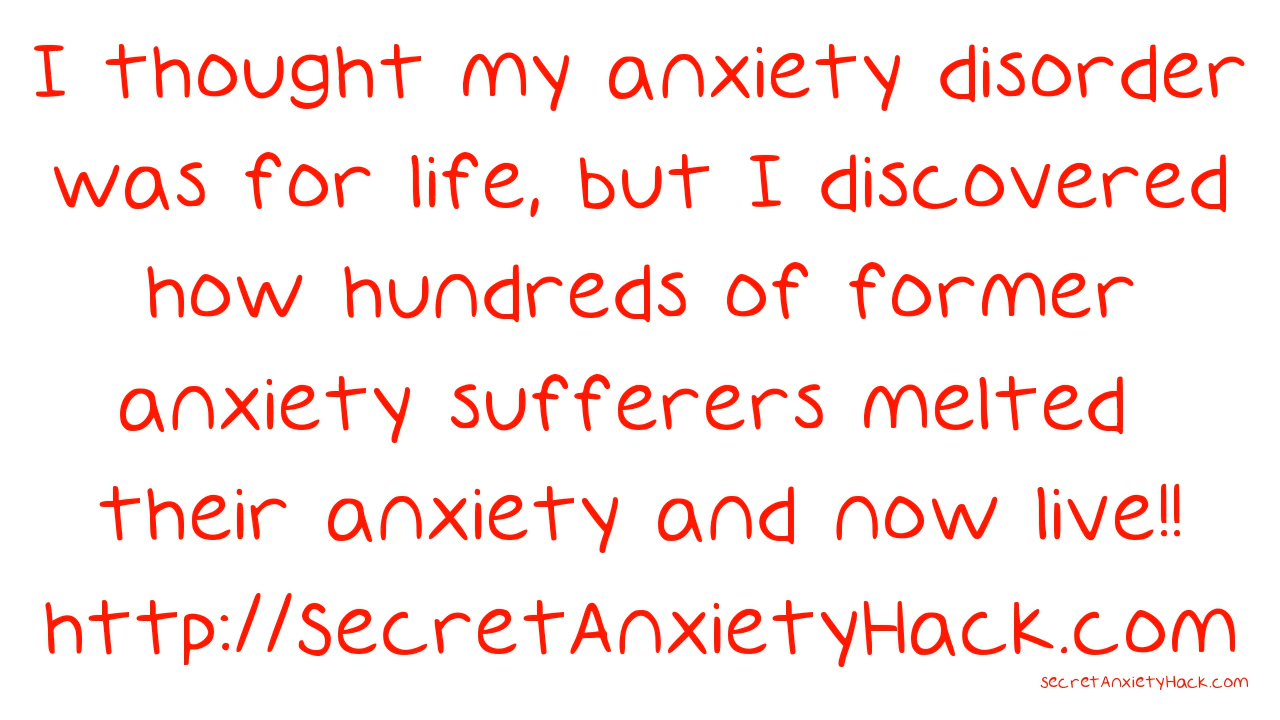 I thought my anxiety disorder
was for life, but I discovered
how hundreds of former
anxiety sufferers melted
their anxiety and now live!!
http://SecretAnxietyHack.com
SecretAnxietyHack.com